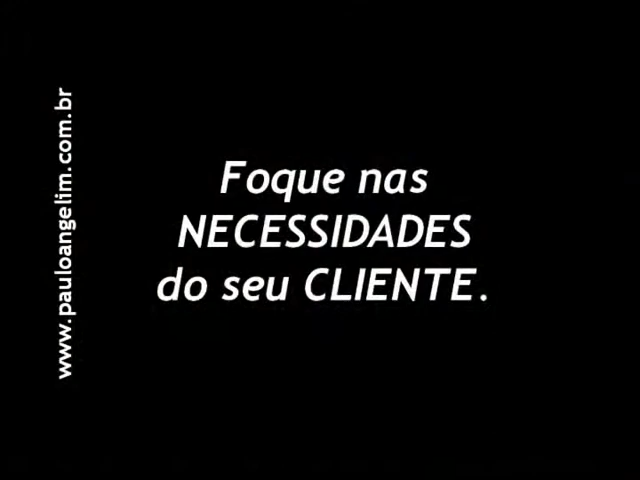 www.pauloangelim.com.br
Foque nas
NECESSIDADES
do seu CLIENTE.